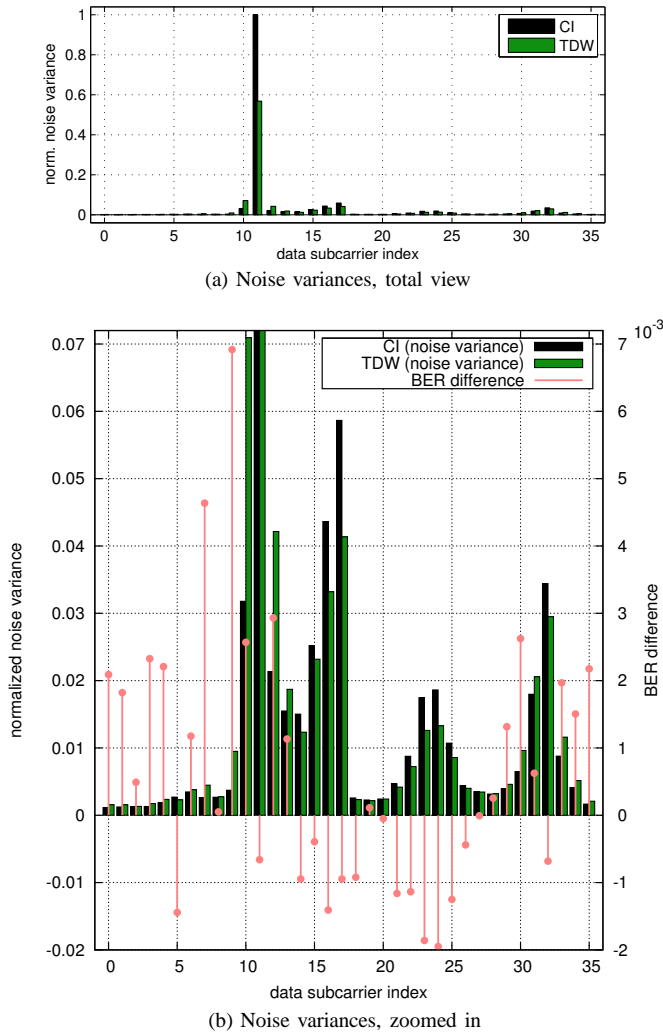 1
0.8
0.6
0.4
0.2
0
norm. noise variance
CI
TDW
0 5 10 15 20 25 30 35
data subcarrier index
(a) Noise variances, total view
0.07
0.06
0.05
0.04
0.03
0.02
0.01
0
-0.01
-0.02
normalized noise variance
CI (noise variance)
TDW (noise variance)
BER difference
7
6
5
4
3
2
1
0
-1
-2
10-3
BER difference
0 5 10 15 20 25 30 35
data subcarrier index
(b) Noise variances, zoomed in